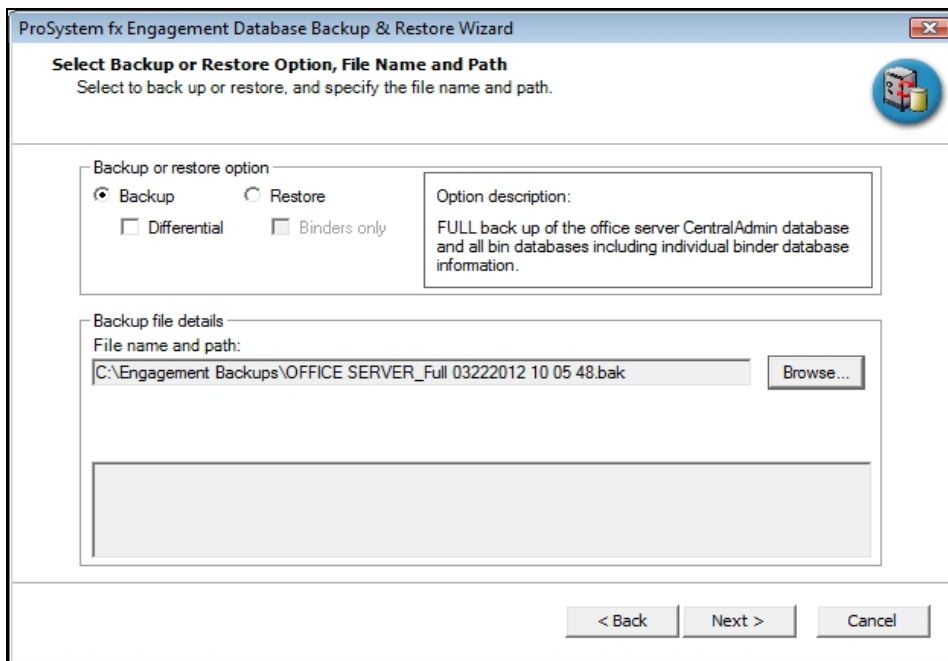 ProSystem fx Engagement Database Backup & Restore Wizard
Select Backup or Restore Option, File Name and Path
Select to back up or restore, and specify the file name and path.
Backup or restore option
Backup
Restore
Differential
Binders only
Option description:
FULL back up of the office server CentralAdmin database
and all bin databases including individual binder database
information.
Backup file details
File name and path:
C:\Engagement Backups\OFFICE SERVER_Full 03222012 10 05 48.bak
Browse...
< Back
Next >
Cancel